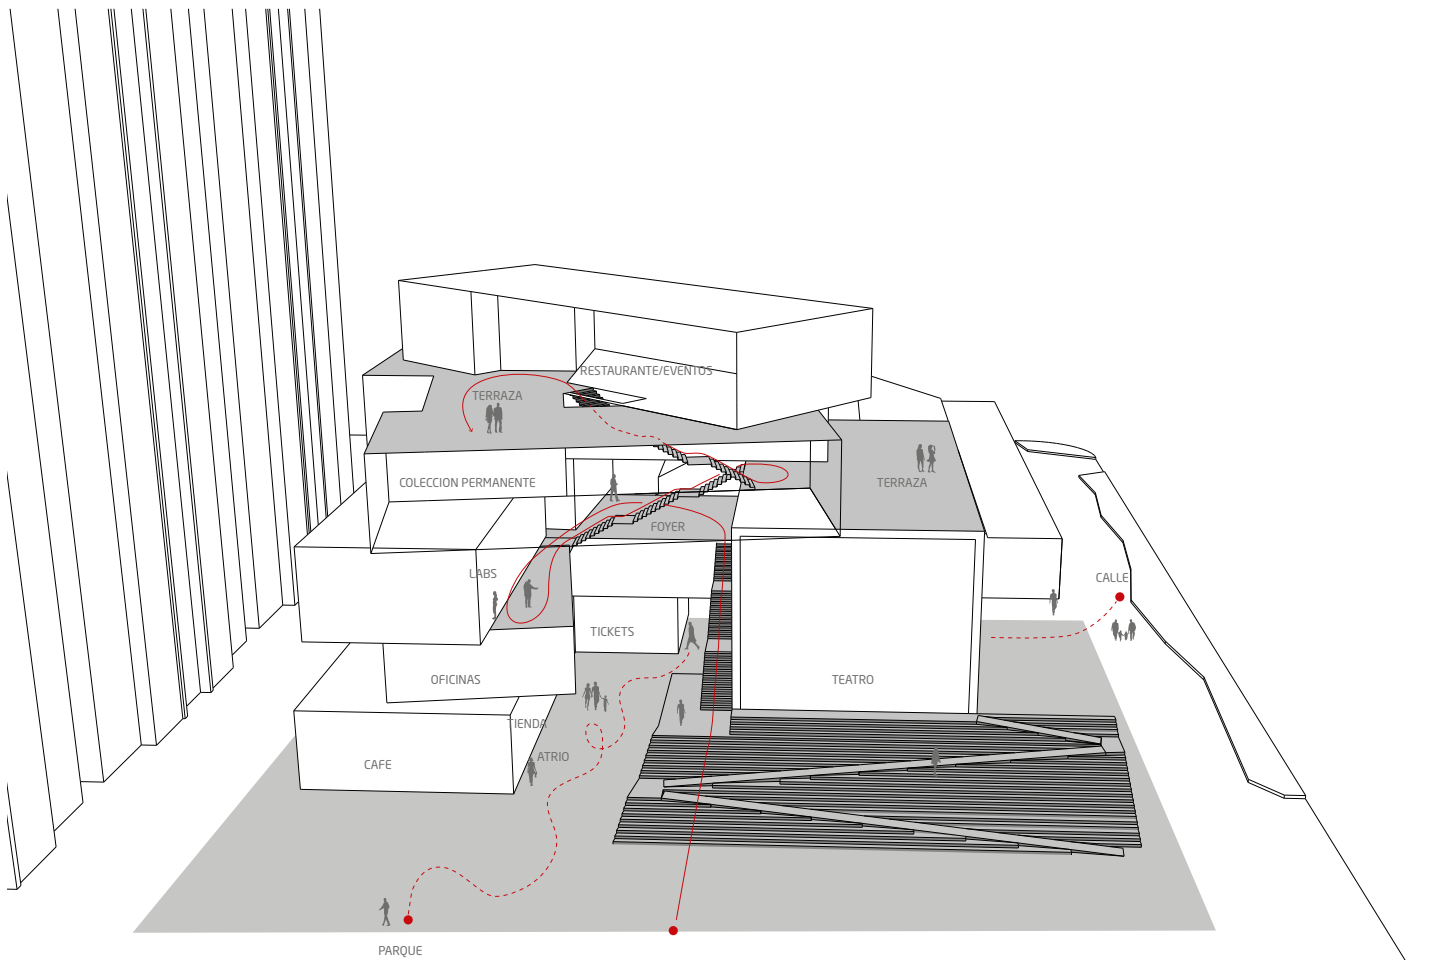 RESTAURANTE/EVENTOS
TERRAZA
COLECCION PERMANENTE
TERRAZA
FOYER
LABS
CALLE
TICKETS
OFICINAS
TEATRO
TIENDA
ATRIO
CAFE
PARQUE